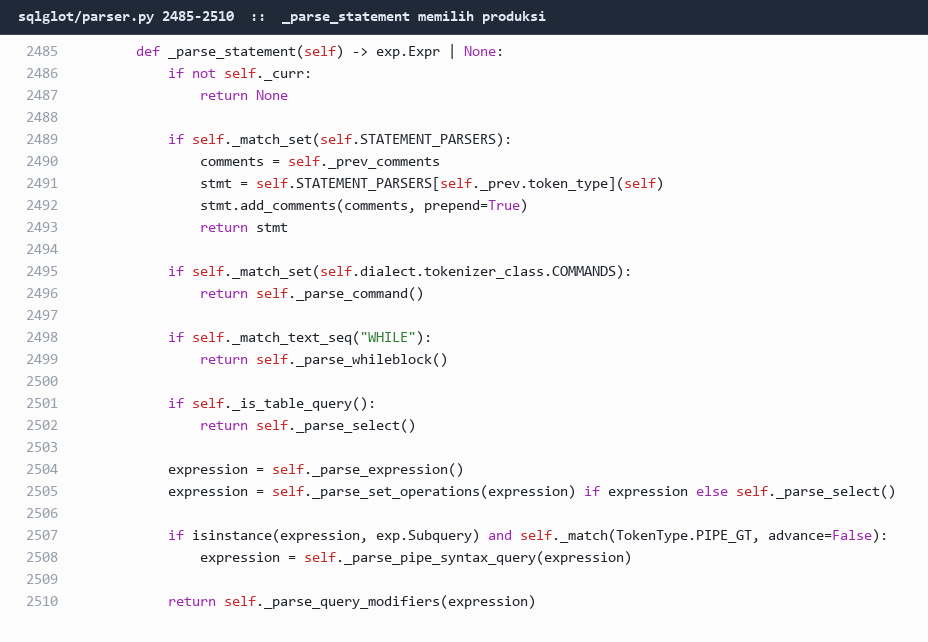 sqlglot/parser.py 2485-2510  ::  _parse_statement memilih produksi
2485        def _parse_statement(self) -> exp.Expr | None:
2486            if not self._curr:
2487                return None
2488
2489            if self._match_set(self.STATEMENT_PARSERS):
2490                comments = self._prev_comments
2491                stmt = self.STATEMENT_PARSERS[self._prev.token_type](self)
2492                stmt.add_comments(comments, prepend=True)
2493                return stmt
2494
2495            if self._match_set(self.dialect.tokenizer_class.COMMANDS):
2496                return self._parse_command()
2497
2498            if self._match_text_seq("WHILE"):
2499                return self._parse_whileblock()
2500
2501            if self._is_table_query():
2502                return self._parse_select()
2503
2504            expression = self._parse_expression()
2505            expression = self._parse_set_operations(expression) if expression else self._parse_select()
2506
2507            if isinstance(expression, exp.Subquery) and self._match(TokenType.PIPE_GT, advance=False):
2508                expression = self._parse_pipe_syntax_query(expression)
2509
2510            return self._parse_query_modifiers(expression)